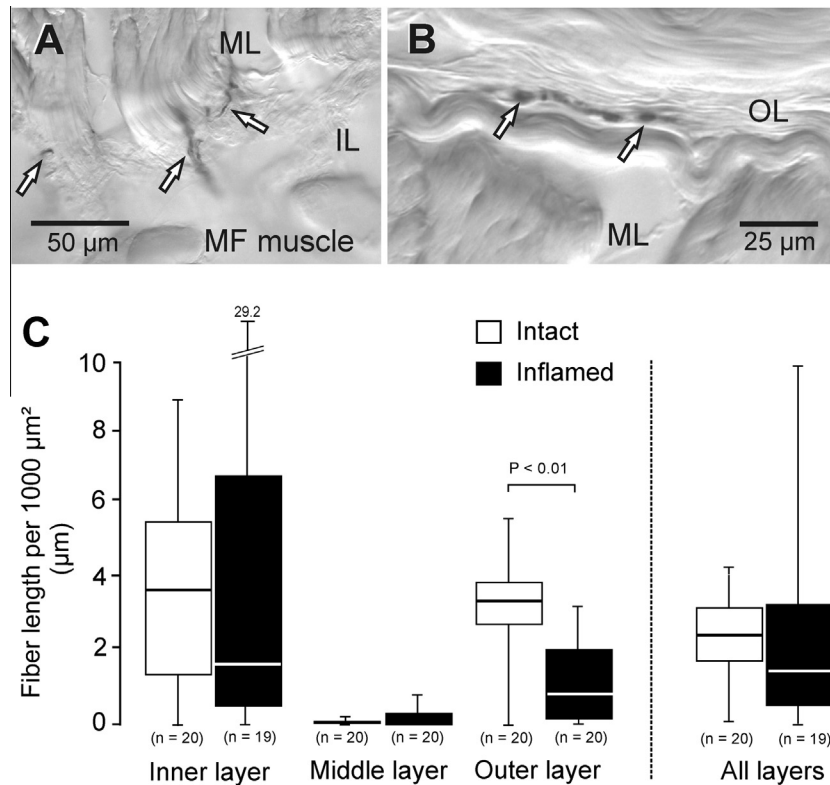 A
ML
IL
50 µm
MF muscle
B
OL
ML
25 µm
C
29.2
Intact
Inflamed
P < 0.01
Fiber length per 1000 µm²
(µm)
10
8
6
4
2
0
(n = 20) (n = 19) (n = 20) (n = 20) (n = 20) (n = 20) (n = 20) (n = 19)
Inner layer Middle layer Outer layer All layers